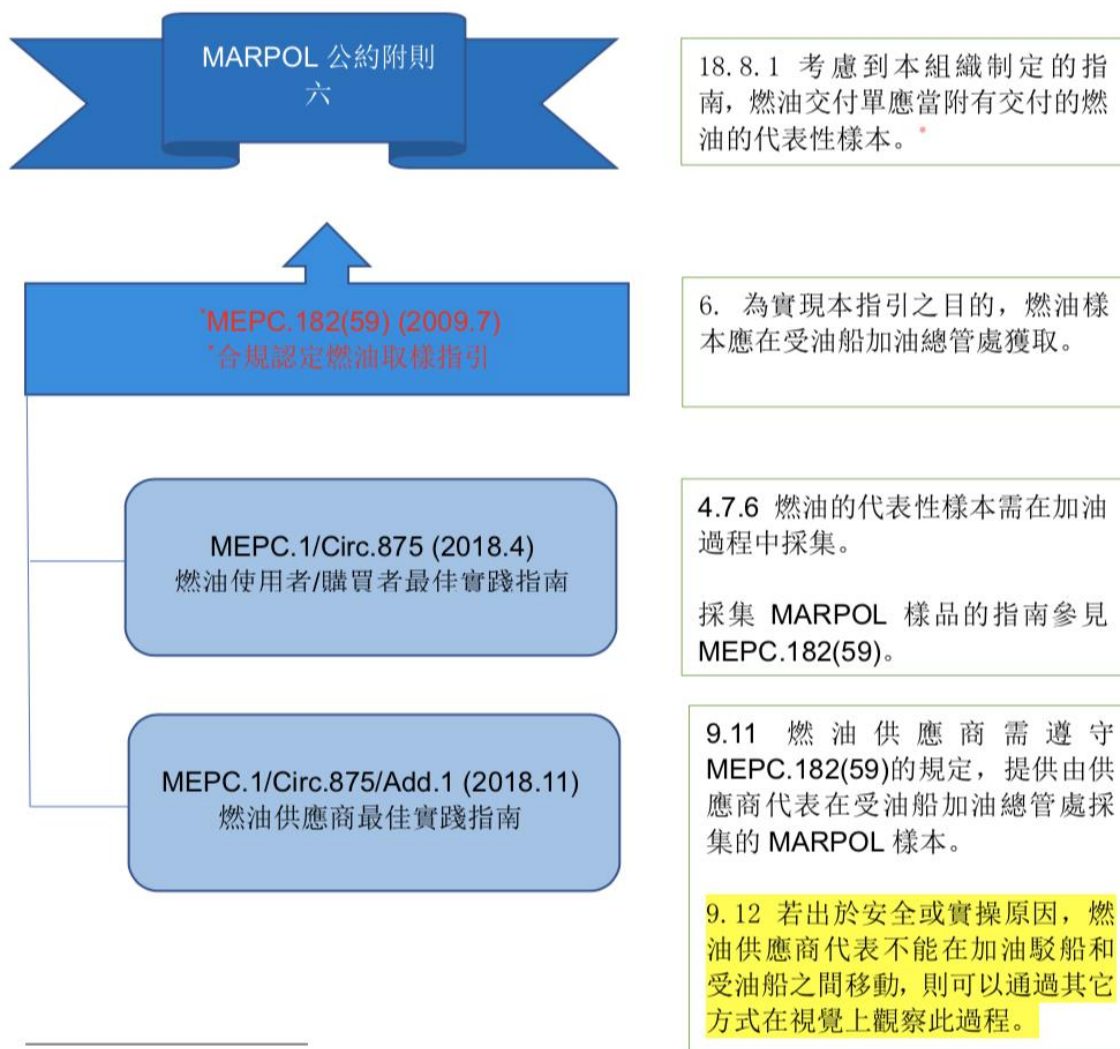 MARPOL 公約附則
六
18.8.1 考慮到本組織制定的指
南，燃油交付單應當附有交付的燃
油的代表性樣本。
*MEPC.182(59) (2009.7)
*合規認定燃油取樣指引
6. 為實現本指引之目的，燃油樣
本應在受油船加油總管處獲取。
MEPC.1/Circ.875 (2018.4)
燃油使用者/購買者最佳實踐指南
4.7.6 燃油的代表性樣本需在加油
過程中採集。
採集 MARPOL 樣品的指南參見
MEPC.182(59)。
MEPC.1/Circ.875/Add.1 (2018.11)
燃油供應商最佳實踐指南
9.11 燃油供應商需遵守
MEPC.182(59)的規定，提供由供
應商代表在受油船加油總管處採
集的 MARPOL 樣本。
9.12 若出於安全或實操原因，燃
油供應商代表不能在加油駁船和
受油船之間移動，則可以通過其它
方式在視覺上觀察此過程。